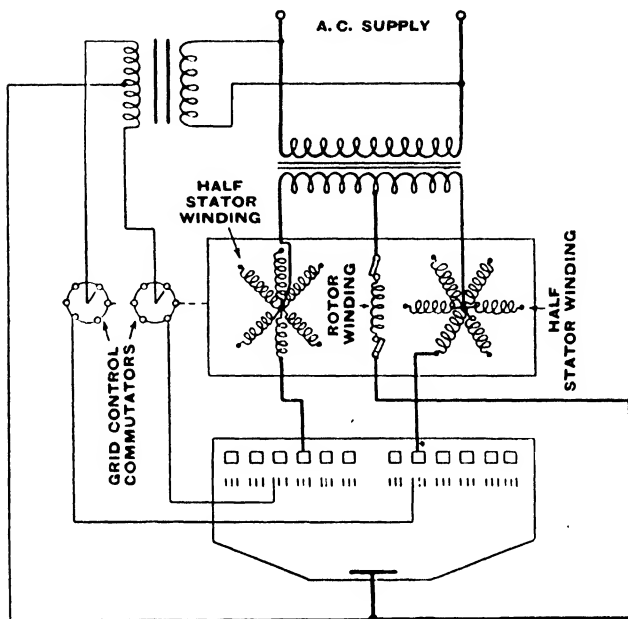 A.C. SUPPLY
HALF
STATOR
WINDING
ROTOR
WINDING
HALF
STATOR WINDING
GRID CONTROL
COMMUTATORS